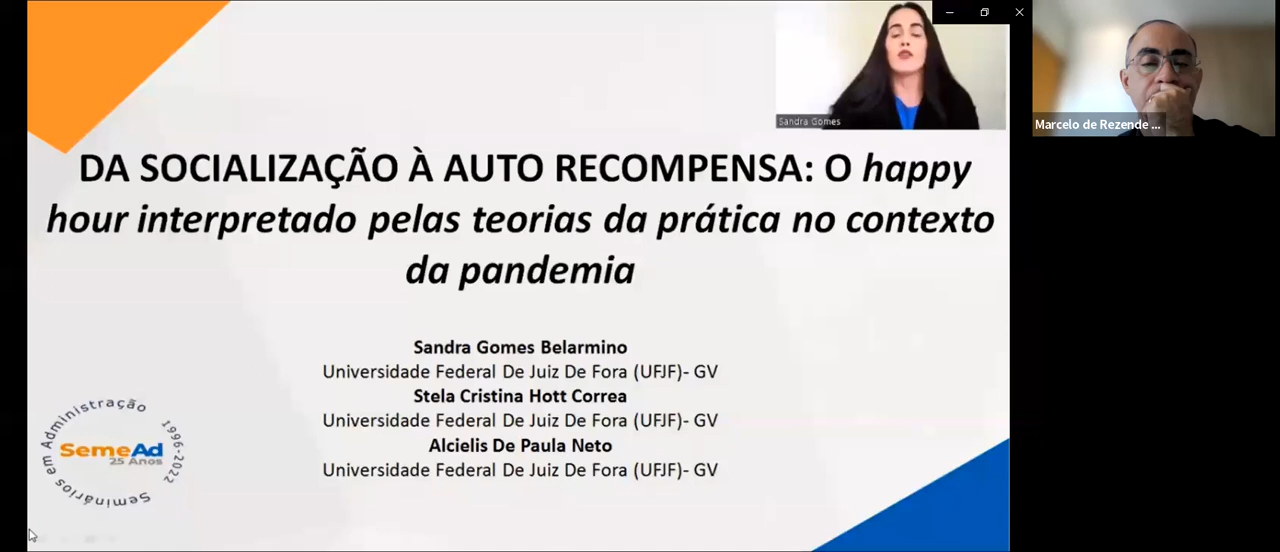 Sandra Gomes
Marcelo de Rezende ...
DA SOCIALIZAÇÃO À AUTO RECOMPENSA: O happy
hour interpretado pelas teorias da prática no contexto
da pandemia
Sandra Gomes Belarmino
Universidade Federal De Juiz De Fora (UFJF)- GV
Stela Cristina Hott Correa
Universidade Federal De Juiz De Fora (UFJF)- GV
Alcielis De Paula Neto
Universidade Federal De Juiz De Fora (UFJF)- GV
Seminários em Administração
1996-2022
SemeAd
25 Anos